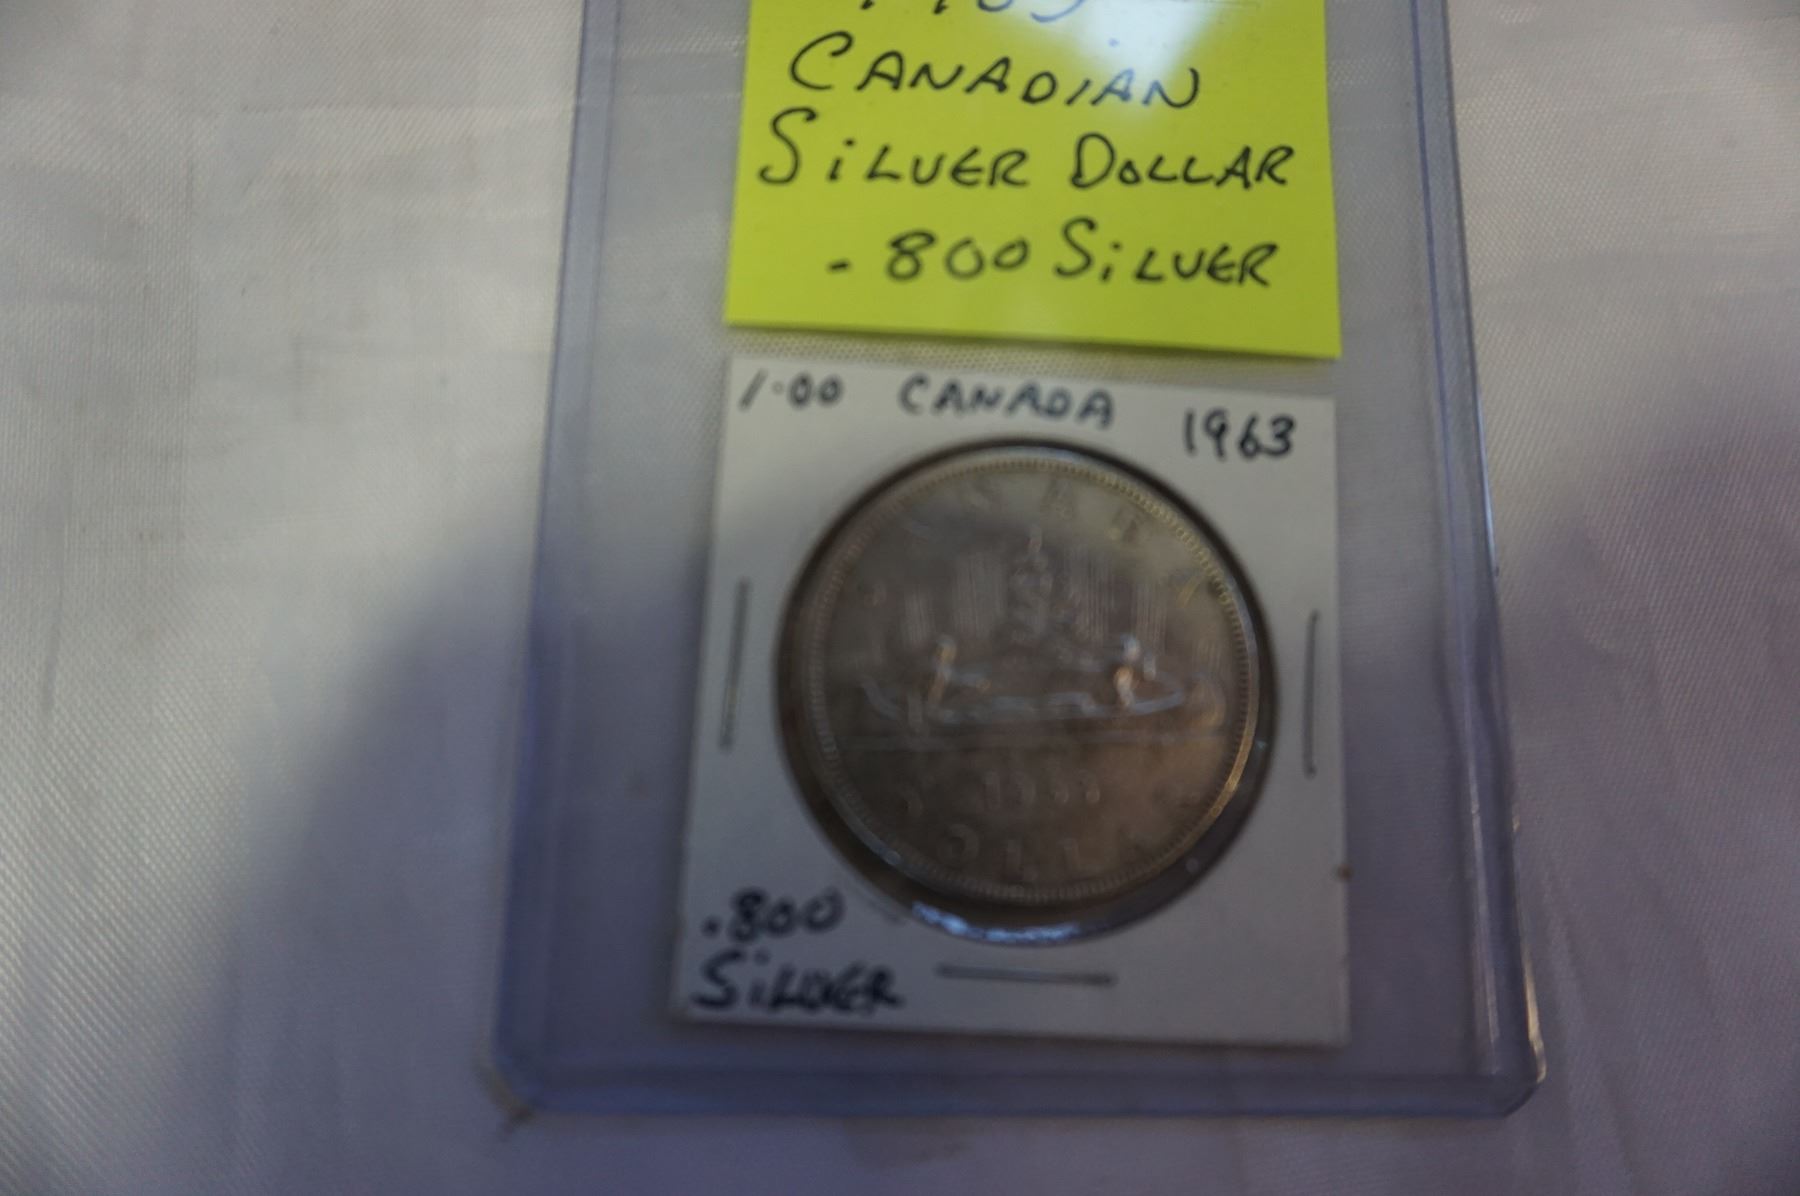 CANADIAN
SILVER DOLLAR
- .800 SILVER
1.00 CANADA 1963
.800
SILVER